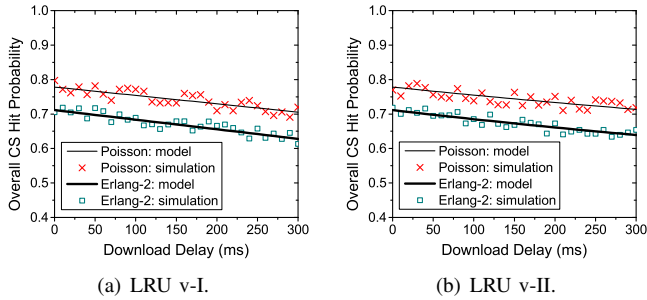 1.0
0.9
0.8
0.7
0.6
0.5
0.4
Overall CS Hit Probability
Poisson: model
Poisson: simulation
Erlang-2: model
Erlang-2: simulation
0 50 100 150 200 250 300
Download Delay (ms)
(a) LRU v-I.
1.0
0.9
0.8
0.7
0.6
0.5
0.4
Overall CS Hit Probability
Poisson: model
Poisson: simulation
Erlang-2: model
Erlang-2: simulation
0 50 100 150 200 250 300
Download Delay (ms)
(b) LRU v-II.